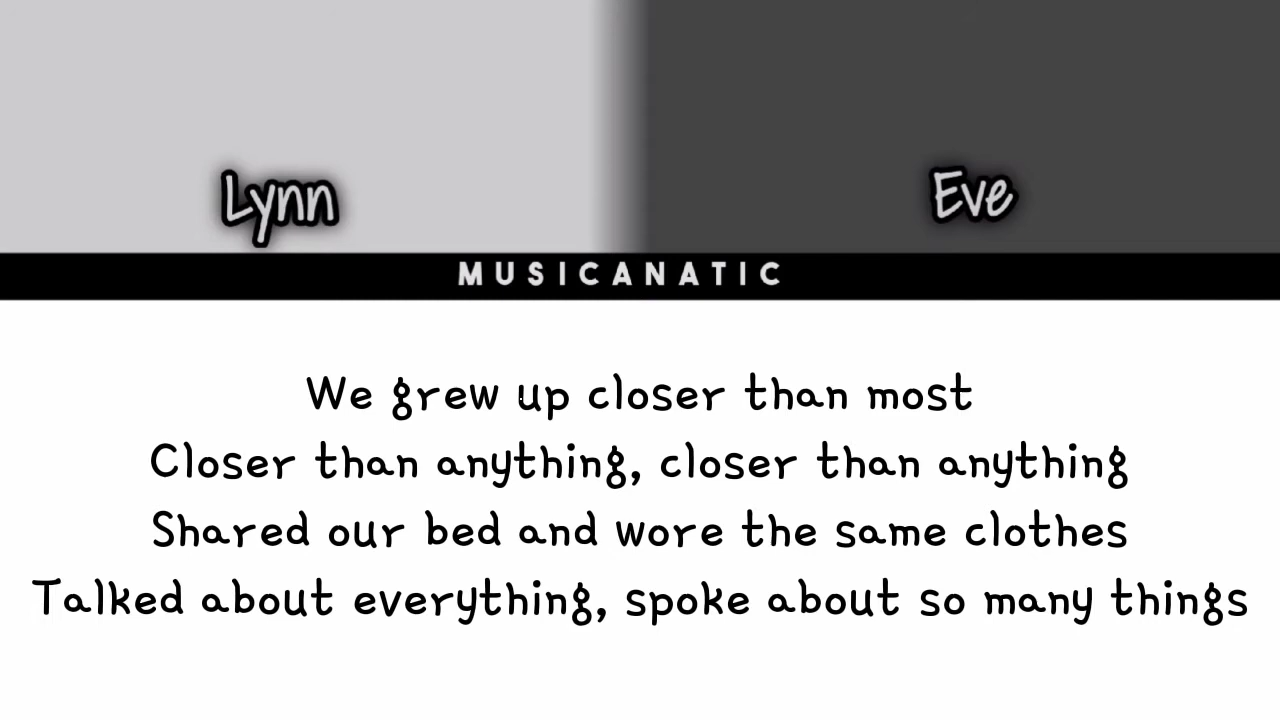 Lynn
Eve
MUSICANATIC
We grew up closer than most
Closer than anything, closer than anything
Shared our bed and wore the same clothes
Talked about everything, spoke about so many things